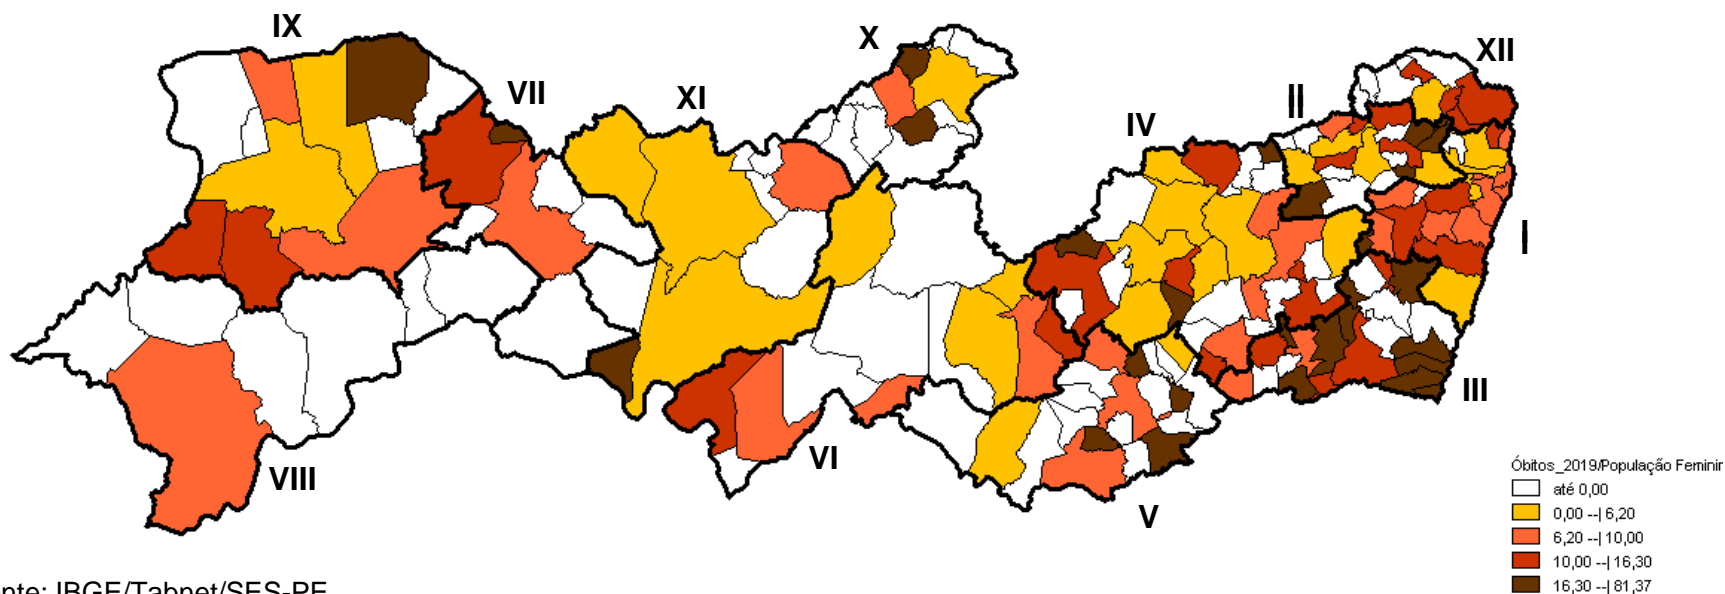 IX
X
XII
VII
XI
II
IV
I
III
VI
VIII
V
Óbitos_2019/População Feminir
até 0,00
0,00 --| 6,20
6,20 --| 10,00
10,00 --| 16,30
16,30 --| 81,37
nte: IBGE/Tabnet/SES-PE